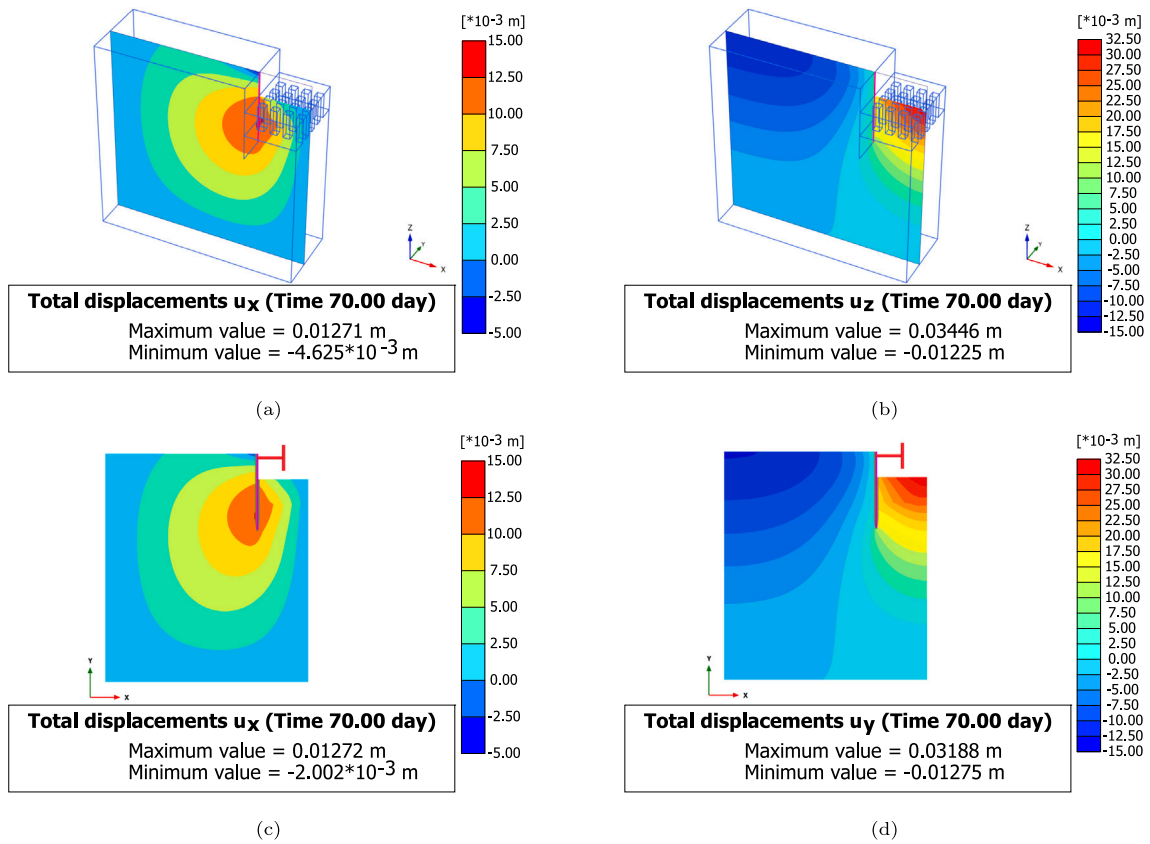 [*10-3 m]
15.00
12.50
10.00
7.50
5.00
2.50
0.00
-2.50
-5.00
Z
Y
X
Total displacements ux (Time 70.00 day)
Maximum value = 0.01271 m
Minimum value = -4.625*10-3 m
(a)
[*10-3 m]
32.50
30.00
27.50
25.00
22.50
20.00
17.50
15.00
12.50
10.00
7.50
5.00
2.50
0.00
-2.50
-5.00
-7.50
-10.00
-12.50
-15.00
Z
Y
X
Total displacements uz (Time 70.00 day)
Maximum value = 0.03446 m
Minimum value = -0.01225 m
(b)
[*10-3 m]
15.00
12.50
10.00
7.50
5.00
2.50
0.00
-2.50
-5.00
Y
X
Total displacements ux (Time 70.00 day)
Maximum value = 0.01272 m
Minimum value = -2.002*10-3 m
(c)
[*10-3 m]
32.50
30.00
27.50
25.00
22.50
20.00
17.50
15.00
12.50
10.00
7.50
5.00
2.50
0.00
-2.50
-5.00
-7.50
-10.00
-12.50
-15.00
Y
X
Total displacements uy (Time 70.00 day)
Maximum value = 0.03188 m
Minimum value = -0.01275 m
(d)